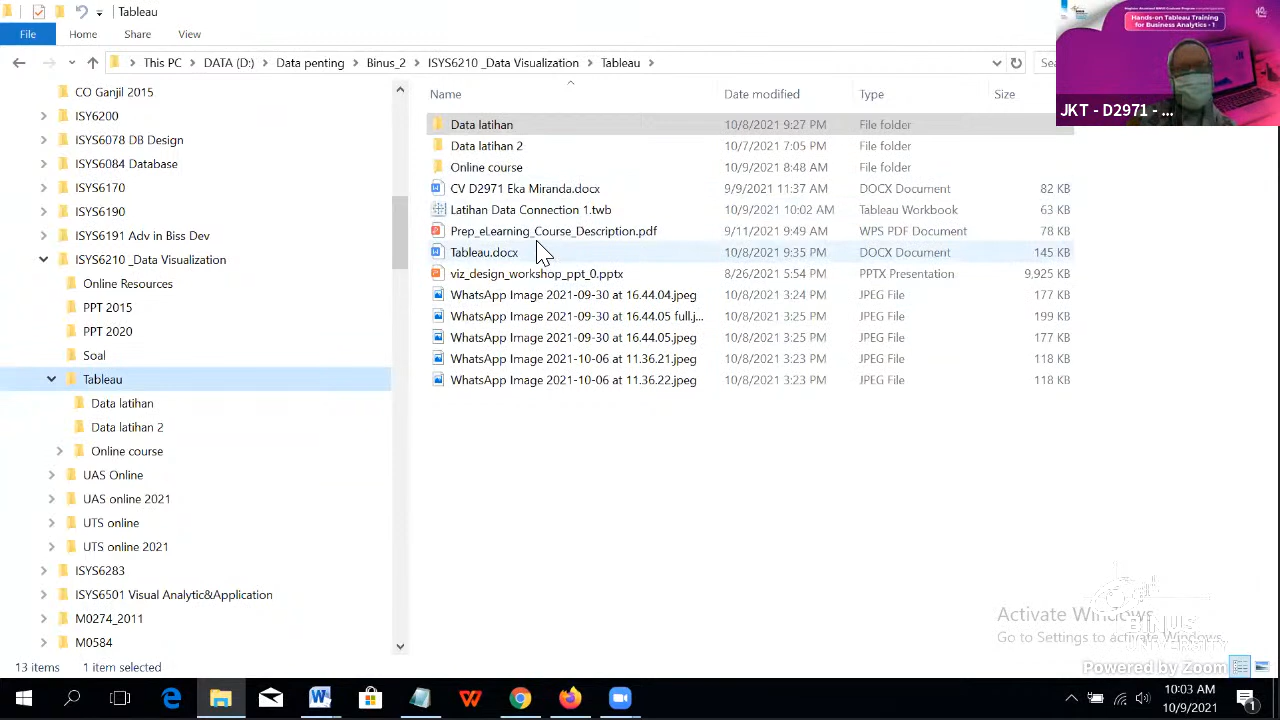 Tableau
File Home Share View
This PC DATA (D:) Data penting Binus_2 ISYS6210 _Data Visualization Tableau
Hands-on Tableau Training
for Business Analytics - 1
JKT - D2971 - ...
CO Ganjil 2015
ISYS6200
ISYS6078 DB Design
ISYS6084 Database
ISYS6170
ISYS6190
ISYS6191 Adv in Biss Dev
ISYS6210 _Data Visualization
Online Resources
PPT 2015
PPT 2020
Soal
Tableau
Data latihan
Data latihan 2
Online course
UAS Online
UAS online 2021
UTS online
UTS online 2021
ISYS6283
ISYS6501 Visual Analytic&Application
M0274_2011
M0584
Name Date modified Type Size
Data latihan 10/8/2021 9:27 PM File folder
Data latihan 2 10/7/2021 7:05 PM File folder
Online course 10/9/2021 8:48 AM File folder
CV D2971 Eka Miranda.docx 9/9/2021 11:37 AM DOCX Document 82 KB
Latihan Data Connection 1.twb 10/9/2021 10:02 AM Tableau Workbook 63 KB
Prep_eLearning_Course_Description.pdf 9/11/2021 9:49 AM WPS PDF Document 78 KB
Tableau.docx 10/8/2021 9:35 PM DOCX Document 145 KB
viz_design_workshop_ppt_0.pptx 8/26/2021 5:54 PM PPTX Presentation 9,925 KB
WhatsApp Image 2021-09-30 at 16.44.04.jpeg 10/8/2021 3:24 PM JPEG File 177 KB
WhatsApp Image 2021-09-30 at 16.44.05 full.j... 10/8/2021 3:25 PM JPEG File 199 KB
WhatsApp Image 2021-09-30 at 16.44.05.jpeg 10/8/2021 3:25 PM JPEG File 177 KB
WhatsApp Image 2021-10-06 at 11.36.21.jpeg 10/8/2021 3:23 PM JPEG File 118 KB
WhatsApp Image 2021-10-06 at 11.36.22.jpeg 10/8/2021 3:23 PM JPEG File 118 KB
Activate Windows
Go to Settings to activate Windows.
BINUS
UNIVERSITY
Powered by Zoom
13 items 1 item selected
10:03 AM
10/9/2021
1